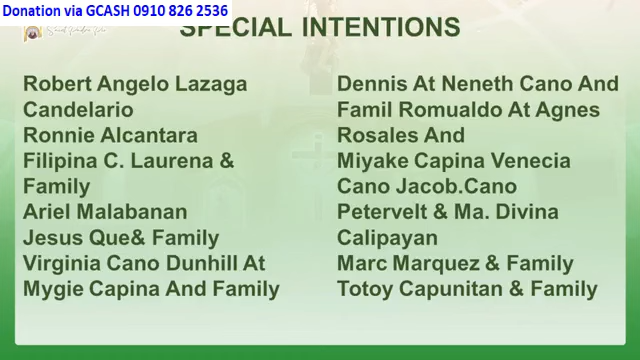 Donation via GCASH 0910 826 2536
SPECIAL INTENTIONS
Robert Angelo Lazaga
Candelario
Ronnie Alcantara
Filipina C. Laurena &
Family
Ariel Malabanan
Jesus Que& Family
Virginia Cano Dunhill At
Mygie Capina And Family
Dennis At Neneth Cano And
Famil Romualdo At Agnes
Rosales And
Miyake Capina Venecia
Cano Jacob.Cano
Petervelt & Ma. Divina
Calipayan
Marc Marquez & Family
Totoy Capunitan & Family